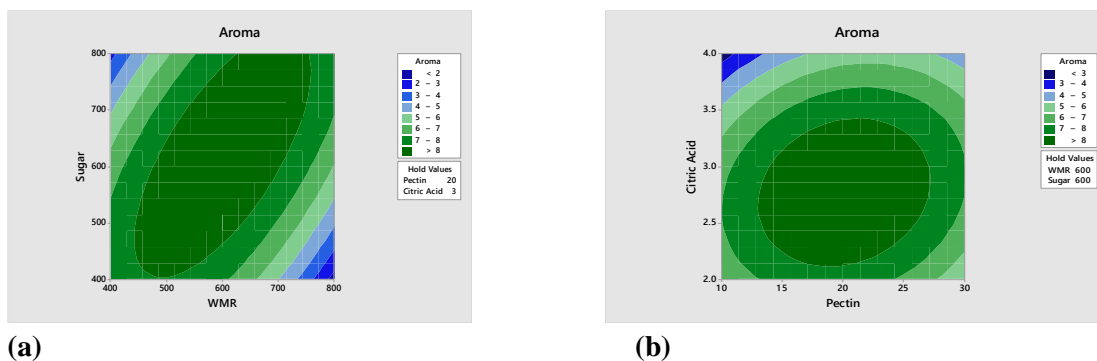 Aroma
800
700
600
500
400
400 500 600 700 800
Sugar
WMR
Aroma
< 2
2 – 3
3 – 4
4 – 5
5 – 6
6 – 7
7 – 8
> 8
Hold Values
Pectin 20
Citric Acid 3
(a)
Aroma
4.0
3.5
3.0
2.5
2.0
10 15 20 25 30
Citric Acid
Pectin
Aroma
< 3
3 – 4
4 – 5
5 – 6
6 – 7
7 – 8
> 8
Hold Values
WMR 600
Sugar 600
(b)